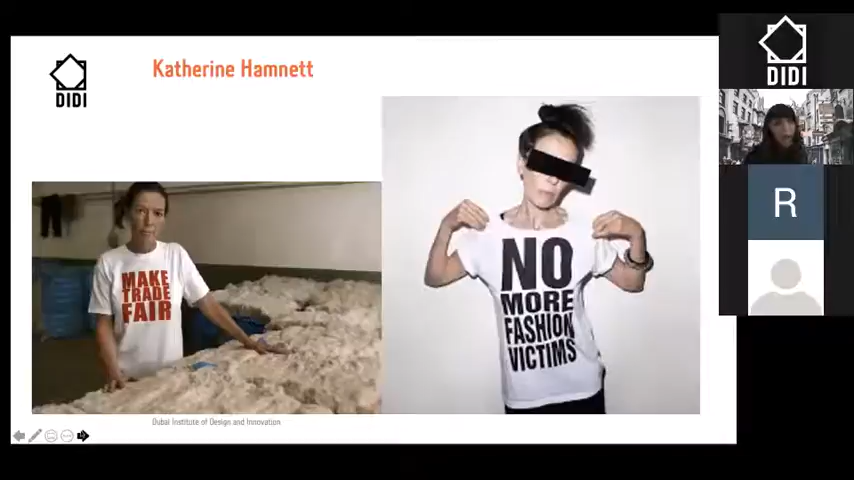 DIDI
Katherine Hamnett
MAKE
TRADE
FAIR
NO
MORE
FASHION
VICTIMS
Dubai Institute of Design and Innovation
DIDI
R